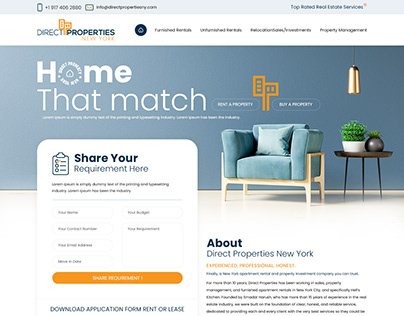 +1 917 406 2880 info@directpropertiesny.com Top Rated Real Estate Services
DIRECT PROPERTIES
NEW YORK
Furnished Rentals Unfurnished Rentals Relocation Sales/Investments Property Management
Home
That match
RENT A PROPERTY BUY A PROPERTY
Lorem ipsum is simply dummy text of the printing and typesetting industry. Lorem Ipsum has been the industry's standard.
Share Your
Requirement Here
Lorem ipsum is simply dummy text of the printing and typesetting
industry. Lorem Ipsum has been the industry.
Your Name Your Budget
Your Contact Number Your Requirement
Your Email Address
Move in Date
SHARE REQUIREMENT !
DOWNLOAD APPLICATION FORM RENT OR LEASE
About
Direct Properties New York
EXPERIENCED. PROFESSIONAL. HONEST.
Finally, a New York apartment rental and property investment company you can trust.
For more than 10 years, Direct Properties has been working in sales, property
management, and furnished apartment rentals in New York City, and specifically Hell's
Kitchen. Founded by Smadar Harush, who has more than 15 years of experience in the real
estate industry, we were built on the foundation of clear, honest, and reliable service.
dedicated to providing each and every clients with the very best service possible, so they can be